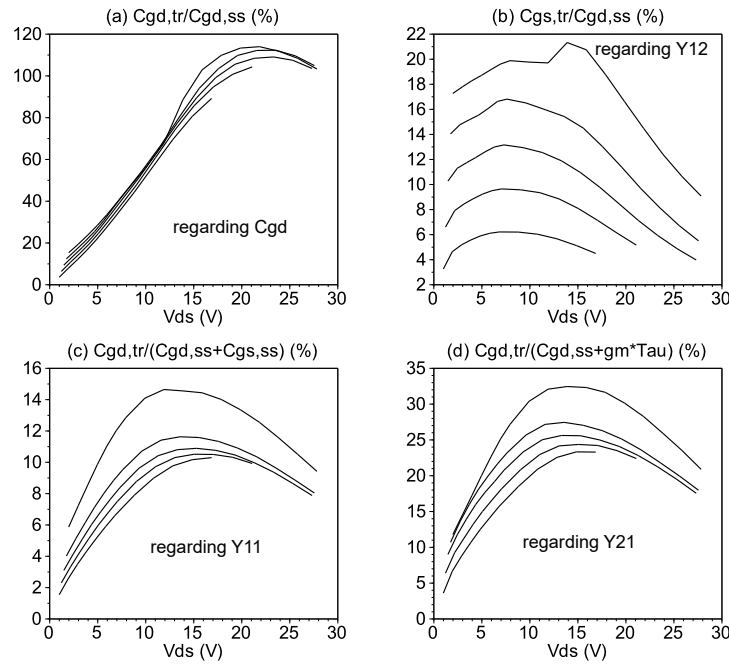 (a) Cgd,tr/Cgd,ss (%)
120
100
80
60
40
20
0
regarding Cgd
0 5 10 15 20 25 30
Vds (V)
(b) Cgs,tr/Cgd,ss (%)
22
20
18
16
14
12
10
8
6
4
2
regarding Y12
0 5 10 15 20 25 30
Vds (V)
(c) Cgd,tr/(Cgd,ss+Cgs,ss) (%)
16
14
12
10
8
6
4
2
0
regarding Y11
0 5 10 15 20 25 30
Vds (V)
(d) Cgd,tr/(Cgd,ss+gm*Tau) (%)
35
30
25
20
15
10
5
0
regarding Y21
0 5 10 15 20 25 30
Vds (V)